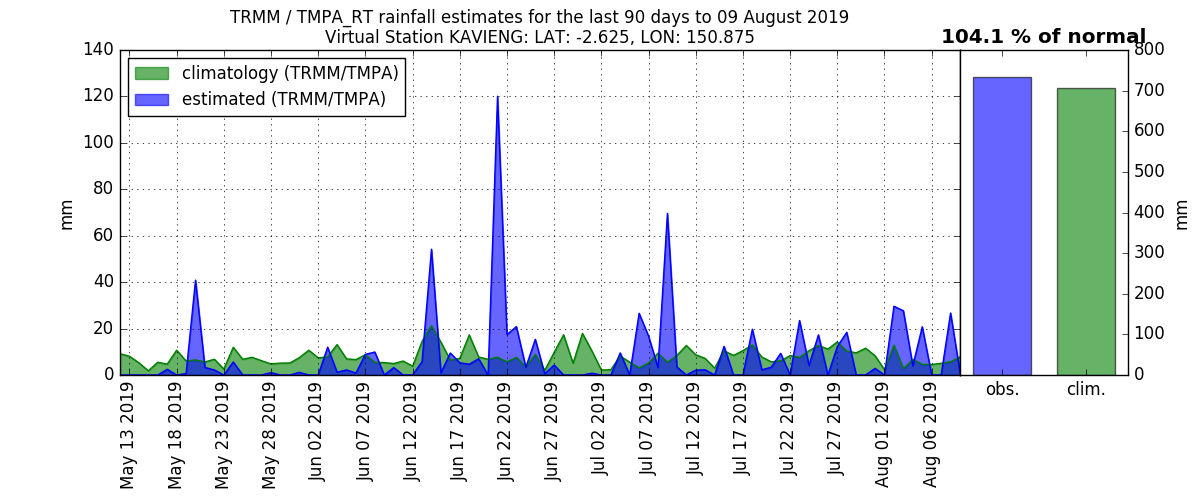 TRMM / TMPA_RT rainfall estimates for the last 90 days to 09 August 2019
Virtual Station KAVIENG: LAT: -2.625, LON: 150.875
104.1 % of normal
climatology (TRMM/TMPA)
estimated (TRMM/TMPA)
140
120
100
80
60
40
20
0
mm
May 13 2019
May 18 2019
May 23 2019
May 28 2019
Jun 02 2019
Jun 07 2019
Jun 12 2019
Jun 17 2019
Jun 22 2019
Jun 27 2019
Jul 02 2019
Jul 07 2019
Jul 12 2019
Jul 17 2019
Jul 22 2019
Jul 27 2019
Aug 01 2019
Aug 06 2019
800
700
600
500
400
300
200
100
0
mm
obs.
clim.